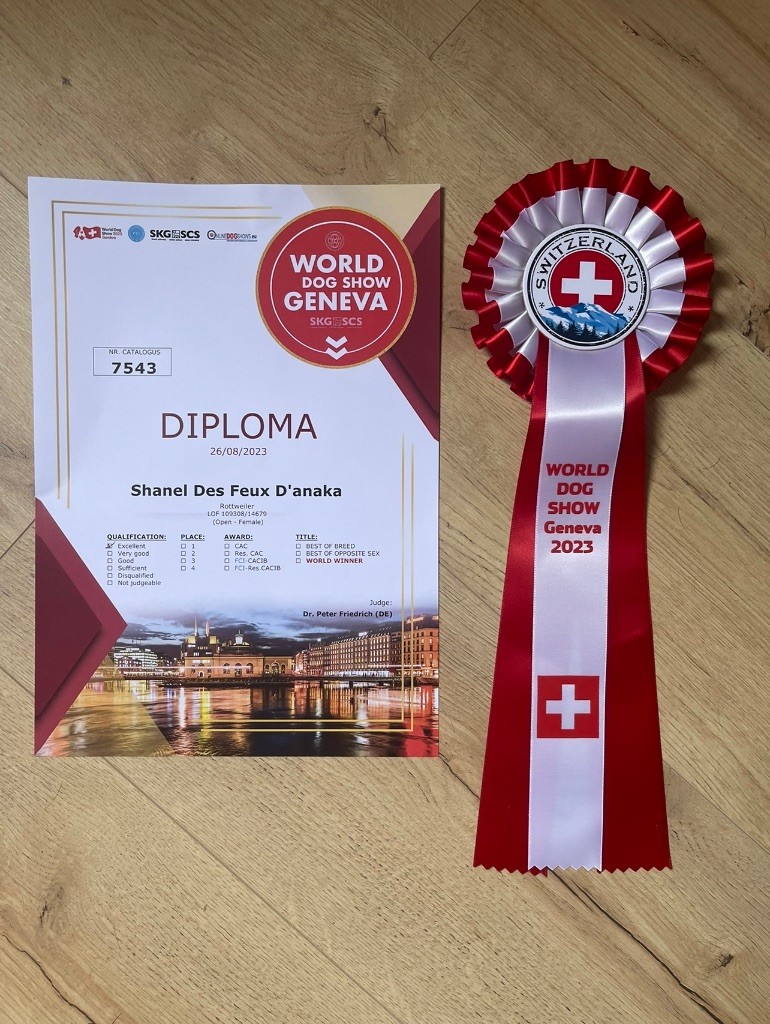 World Dog
Show 2023
Geneva
SKG SCS
ONLINEDOGSHOWS.EU
WORLD
DOG SHOW
GENEVA
SKG SCS
NR. CATALOGUS
7543
DIPLOMA
26/08/2023
Shanel Des Feux D'anaka
Rottweiler
LOF 109308/14679
(Open - Female)
QUALIFICATION: PLACE: AWARD: TITLE:
Excellent 1 CAC BEST OF BREED
Very good 2 Res. CAC BEST OF OPPOSITE SEX
Good 3 FCI-CACIB WORLD WINNER
Sufficient 4 FCI-Res.CACIB
Disqualified
Not judgeable
Judge:
Dr. Peter Friedrich (DE)
SWITZERLAND
WORLD
DOG
SHOW
Geneva
2023